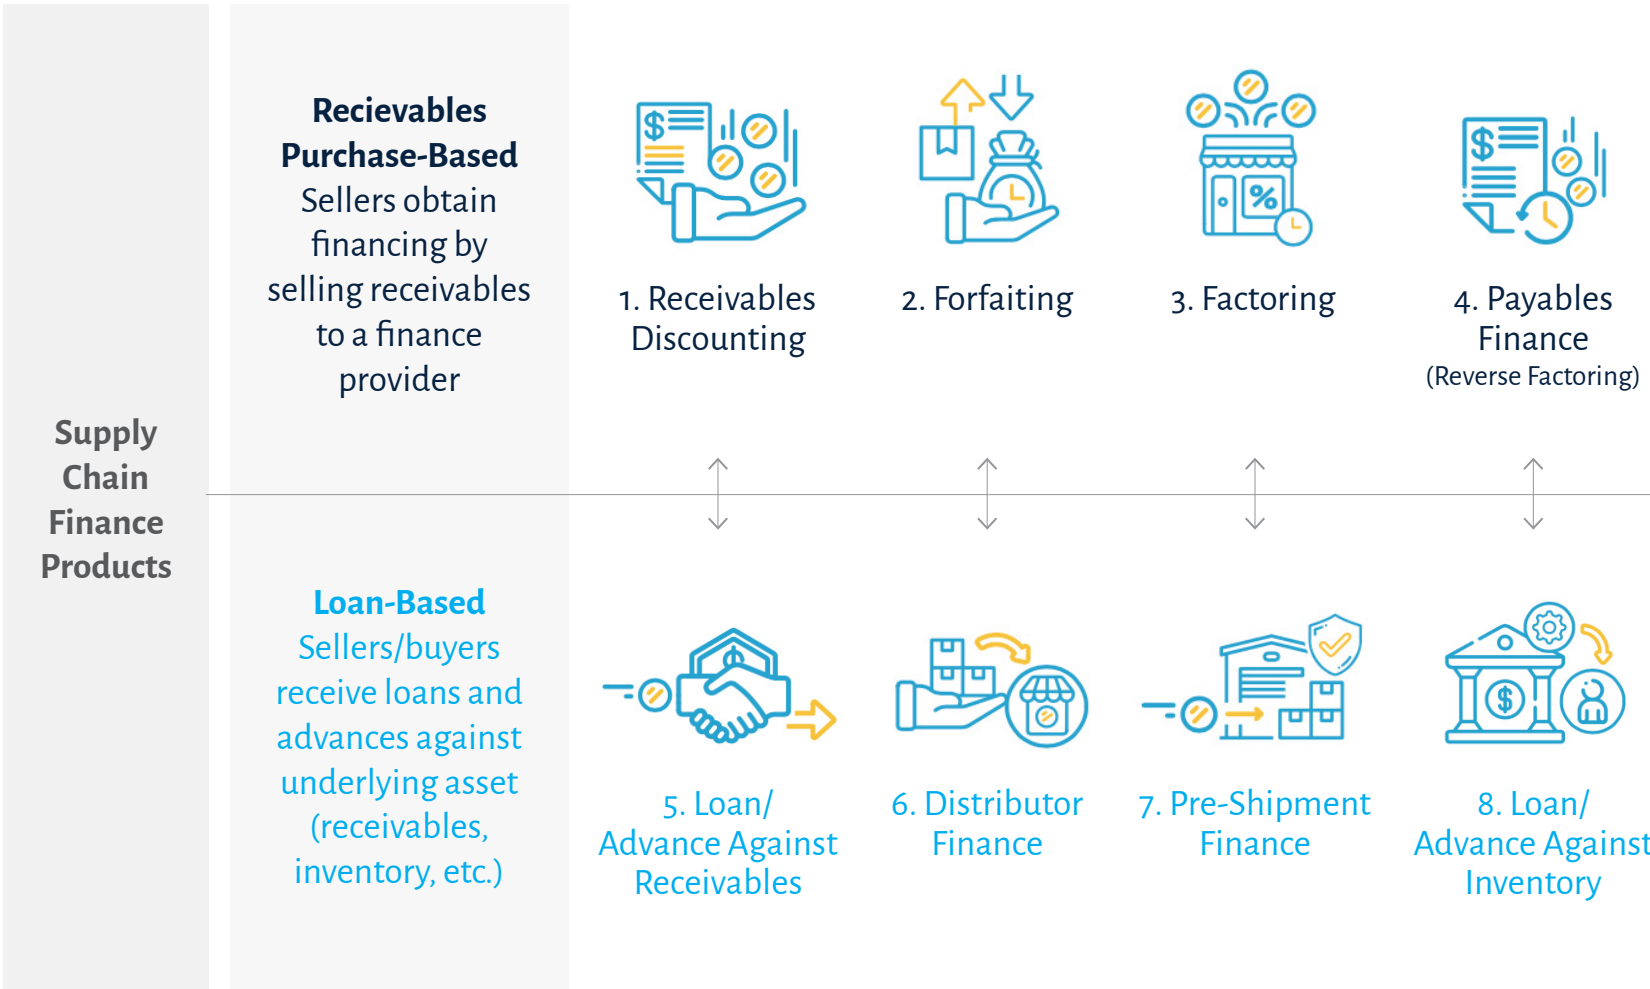 Supply
Chain
Finance
Products
Recievables
Purchase-Based
Sellers obtain
financing by
selling receivables
to a finance
provider
1. Receivables
Discounting
2. Forfaiting
3. Factoring
4. Payables
Finance
(Reverse Factoring)
Loan-Based
Sellers/buyers
receive loans and
advances against
underlying asset
(receivables,
inventory, etc.)
5. Loan/
Advance Against
Receivables
6. Distributor
Finance
7. Pre-Shipment
Finance
8. Loan/
Advance Against
Inventory